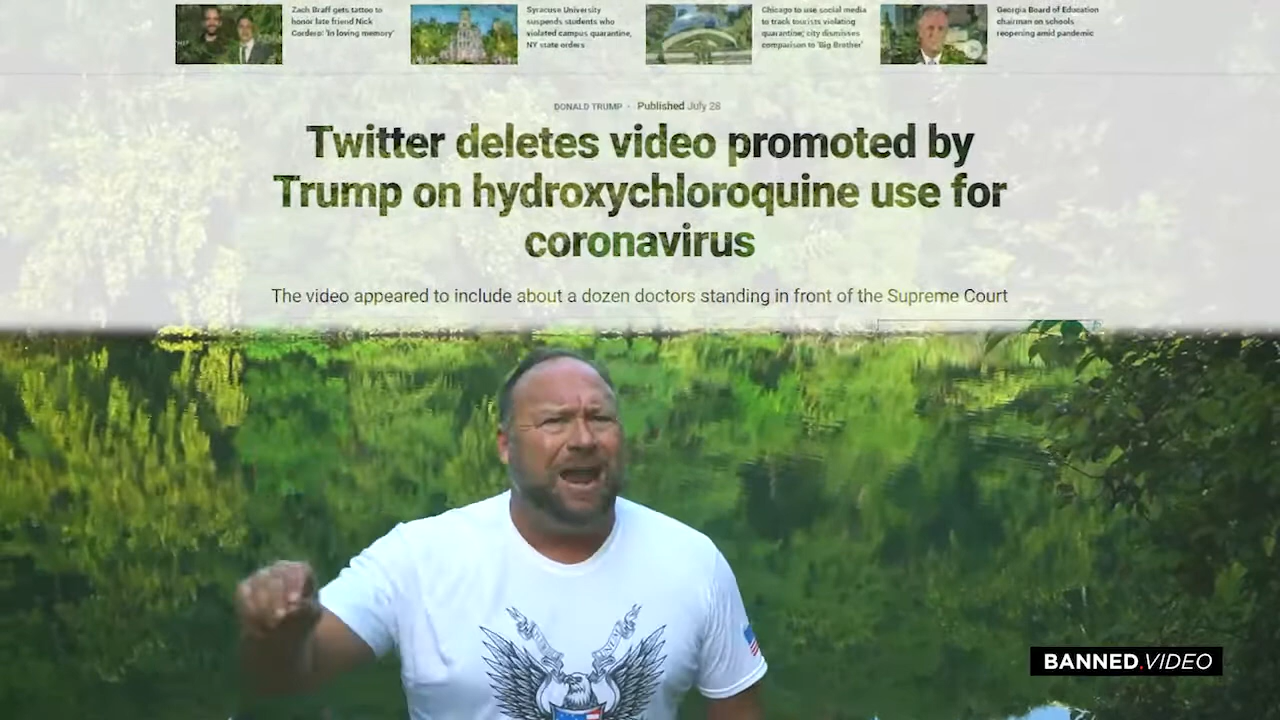 Zach Braff gets tattoo to
honor late friend Nick
Cordero: 'In loving memory'
Syracuse University
suspends students who
violated campus quarantine,
NY state orders
Chicago to use social media
to track tourists violating
quarantine; city dismisses
comparison to 'Big Brother'
Georgia Board of Education
chairman on schools
reopening amid pandemic
DONALD TRUMP · Published July 28
Twitter deletes video promoted by
Trump on hydroxychloroquine use for
coronavirus
The video appeared to include about a dozen doctors standing in front of the Supreme Court
BANNED.VIDEO